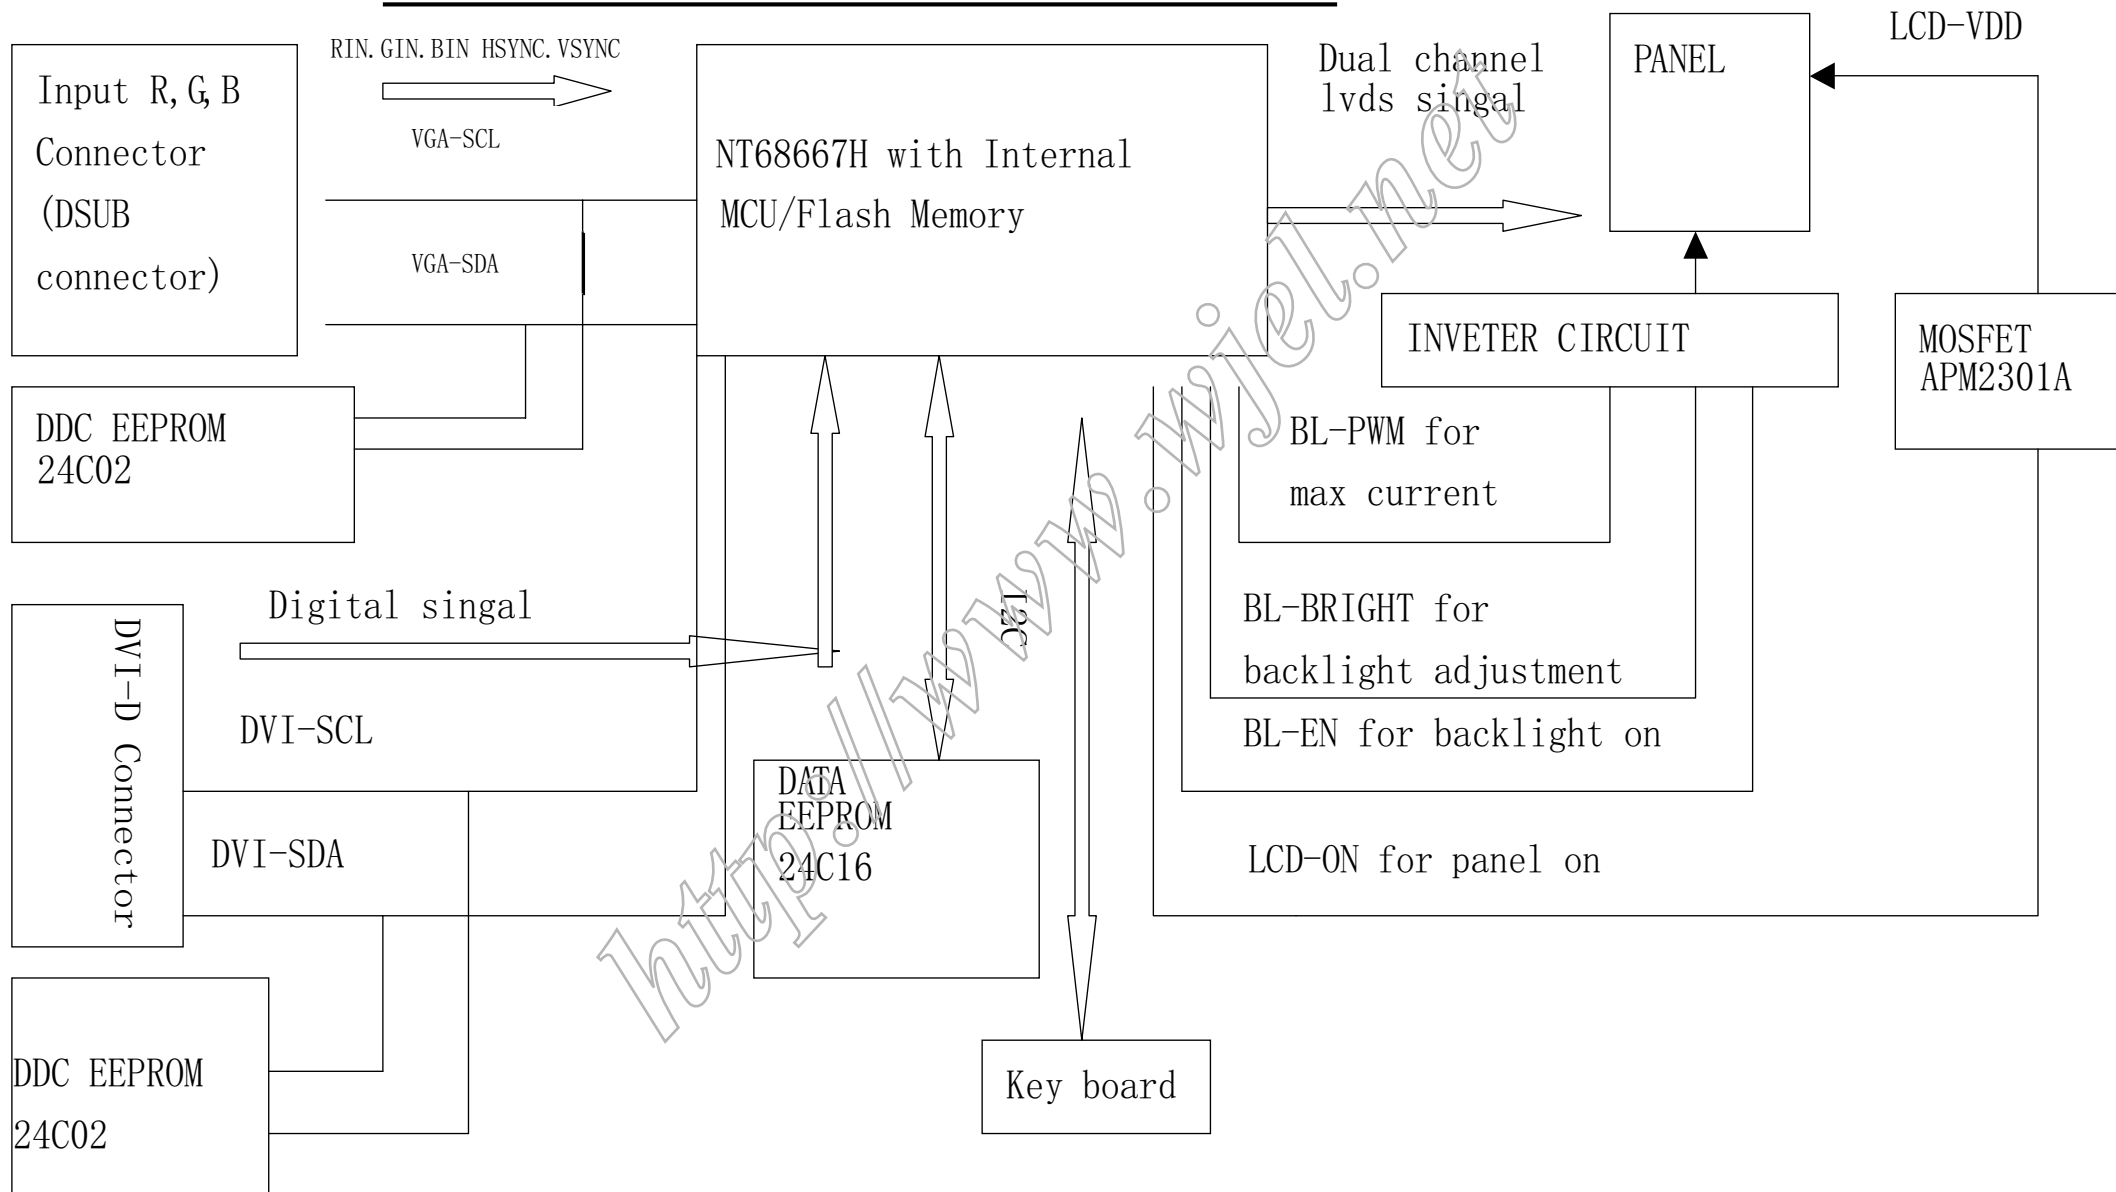 RIN.GIN.BIN HSYNC.VSYNC
Input R,G,B
Connector
(DSUB
connector)
VGA-SCL
VGA-SDA
NT68667H with Internal
MCU/Flash Memory
Dual channel
lvds singal
PANEL
LCD-VDD
INVETER CIRCUIT
MOSFET
APM2301A
DDC EEPROM
24C02
BL-PWM for
max current
Digital singal
I2C
BL-BRIGHT for
backlight adjustment
BL-EN for backlight on
DVI-D Connector
DVI-SCL
DVI-SDA
DATA
EEPROM
24C16
LCD-ON for panel on
DDC EEPROM
24C02
Key board
http://www.wjel.net